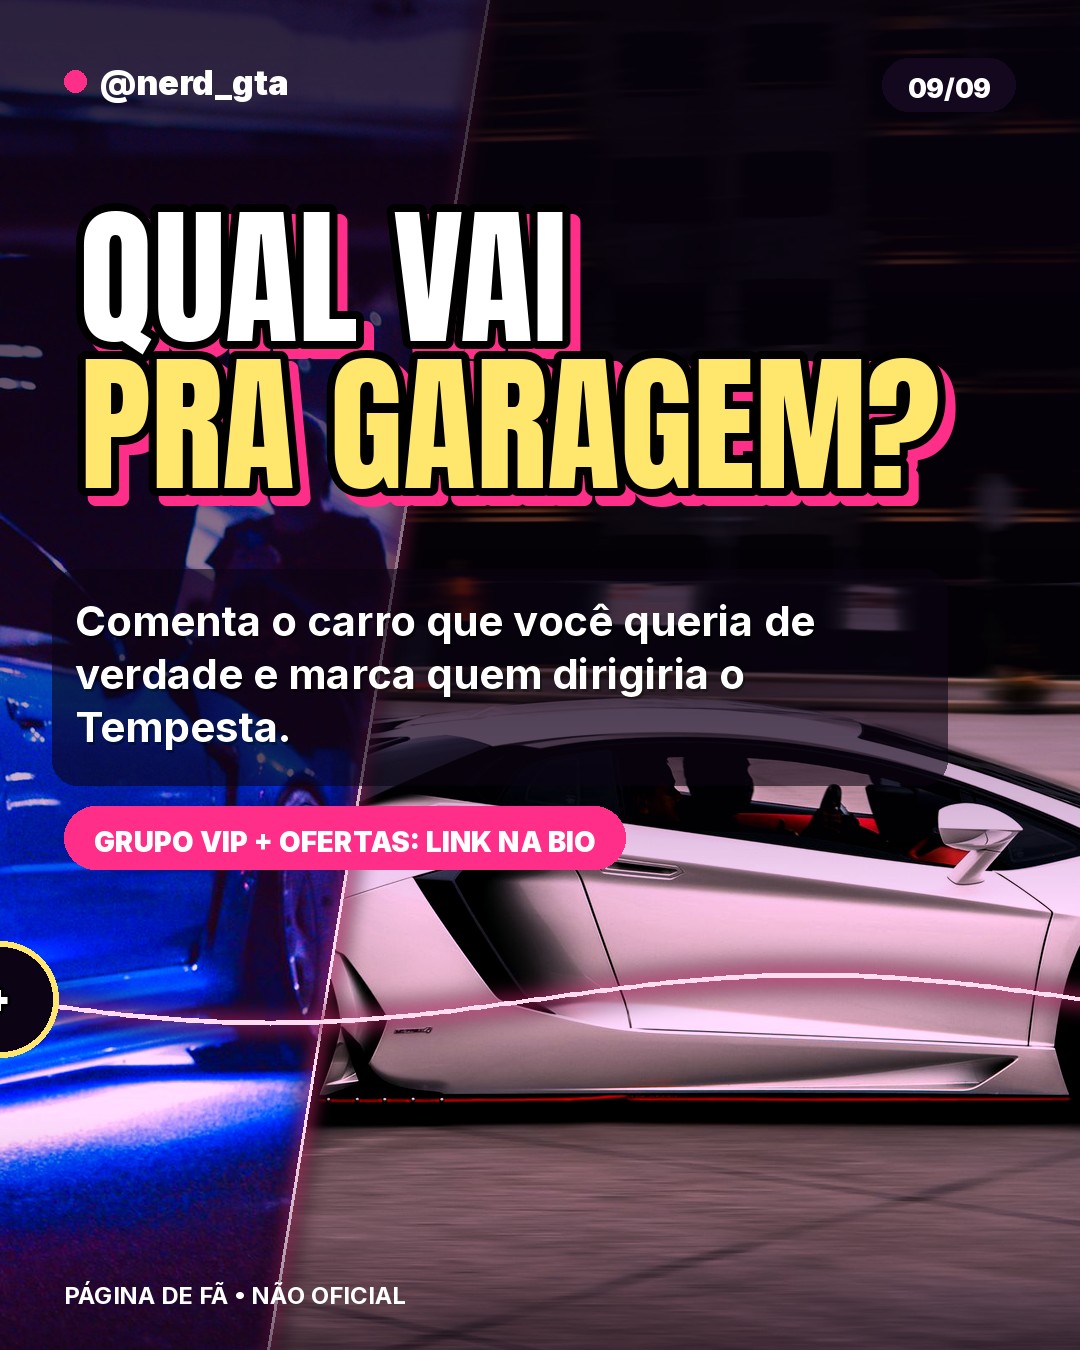 @nerd_gta
09/09
QUAL VAI
PRA GARAGEM?
Comenta o carro que você queria de
verdade e marca quem dirigiria o
Tempesta.
GRUPO VIP + OFERTAS: LINK NA BIO
PÁGINA DE FÃ • NÃO OFICIAL